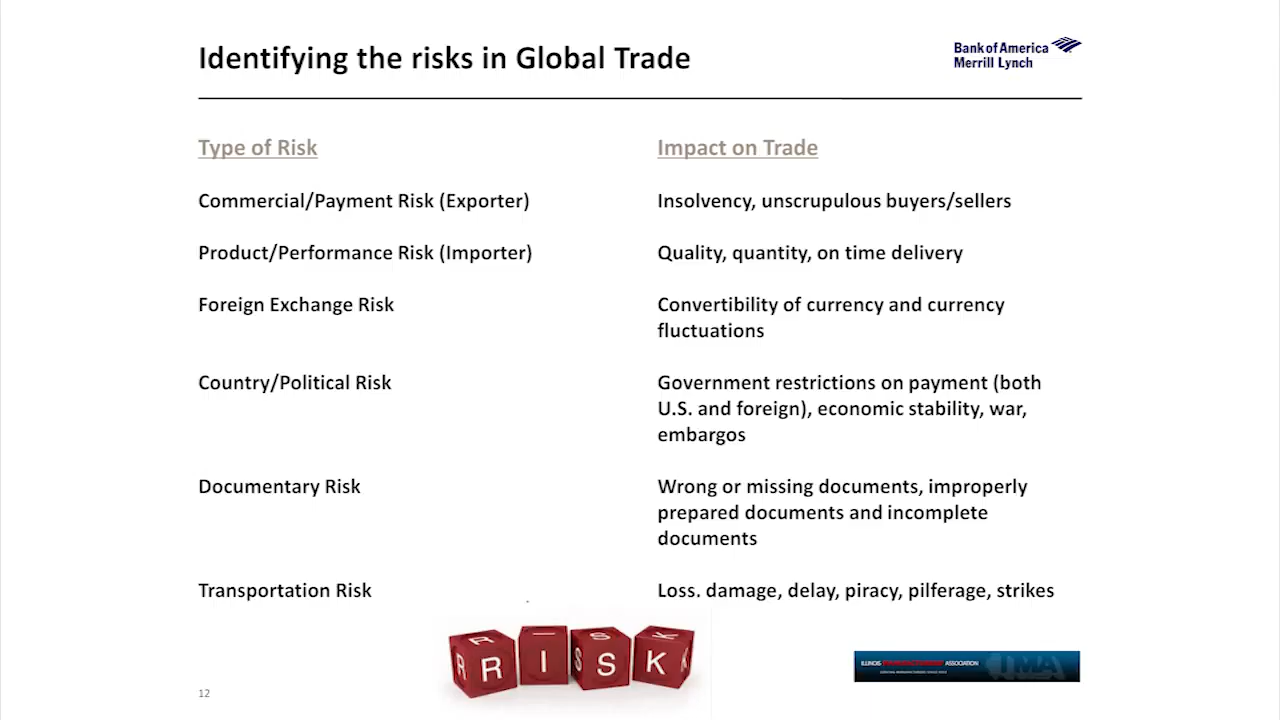 Identifying the risks in Global Trade
Bank of America
Merrill Lynch
Type of Risk
Impact on Trade
Commercial/Payment Risk (Exporter)
Insolvency, unscrupulous buyers/sellers
Product/Performance Risk (Importer)
Quality, quantity, on time delivery
Foreign Exchange Risk
Convertibility of currency and currency
fluctuations
Country/Political Risk
Government restrictions on payment (both
U.S. and foreign), economic stability, war,
embargos
Documentary Risk
Wrong or missing documents, improperly
prepared documents and incomplete
documents
Transportation Risk
Loss. damage, delay, piracy, pilferage, strikes
R I S K
R R I S S K K
ILLINOIS ASSOCIATION
IMA
12